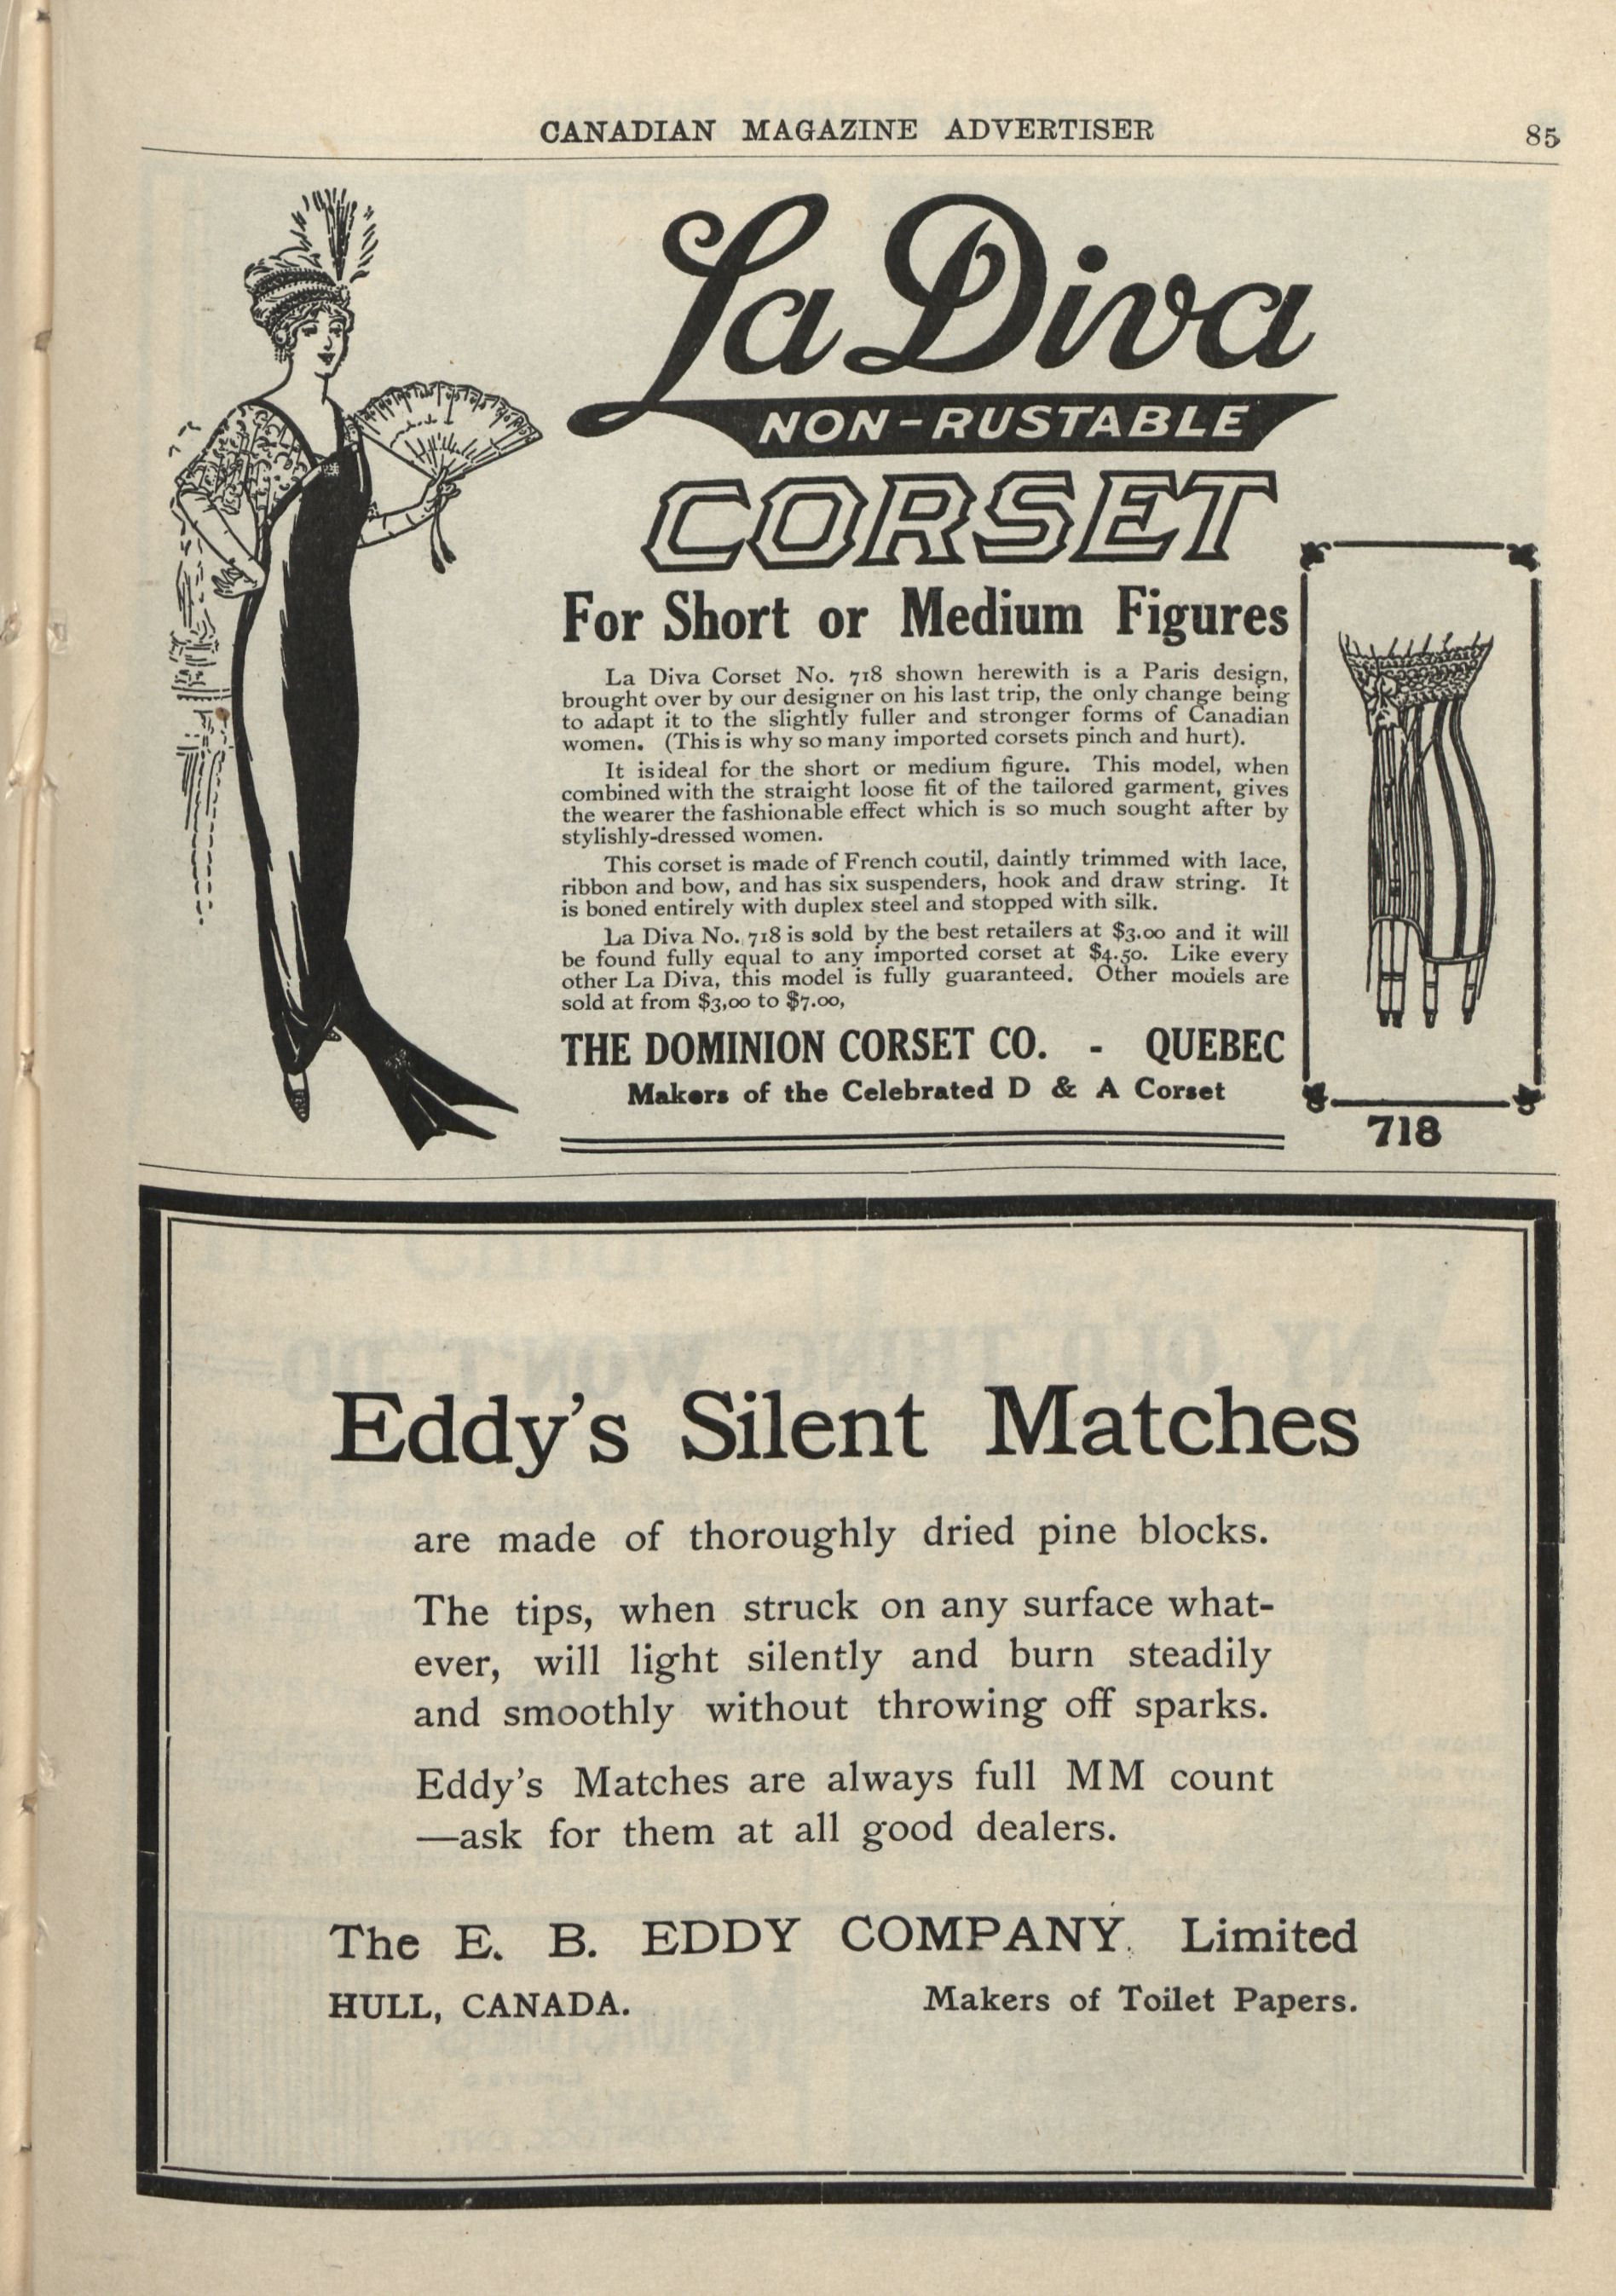 CANADIAN MAGAZINE ADVERTISER 85
La Diva
NON-RUSTABLE
CORSET
For Short or Medium Figures
La Diva Corset No. 718 shown herewith is a Paris design,
brought over by our designer on his last trip, the only change being
to adapt it to the slightly fuller and stronger forms of Canadian
women. (This is why so many imported corsets pinch and hurt).
It is ideal for the short or medium figure. This model, when
combined with the straight loose fit of the tailored garment, gives
the wearer the fashionable effect which is so much sought after by
stylishly-dressed women.
This corset is made of French coutil, daintly trimmed with lace,
ribbon and bow, and has six suspenders, hook and draw string. It
is boned entirely with duplex steel and stopped with silk.
La Diva No. 718 is sold by the best retailers at $3.00 and it will
be found fully equal to any imported corset at $4.50. Like every
other La Diva, this model is fully guaranteed. Other models are
sold at from $3,00 to $7.00,
THE DOMINION CORSET CO. - QUEBEC
Makers of the Celebrated D & A Corset
718
Eddy's Silent Matches
are made of thoroughly dried pine blocks.
The tips, when struck on any surface what-
ever, will light silently and burn steadily
and smoothly without throwing off sparks.
Eddy's Matches are always full MM count
—ask for them at all good dealers.
The E. B. EDDY COMPANY, Limited
HULL, CANADA. Makers of Toilet Papers.